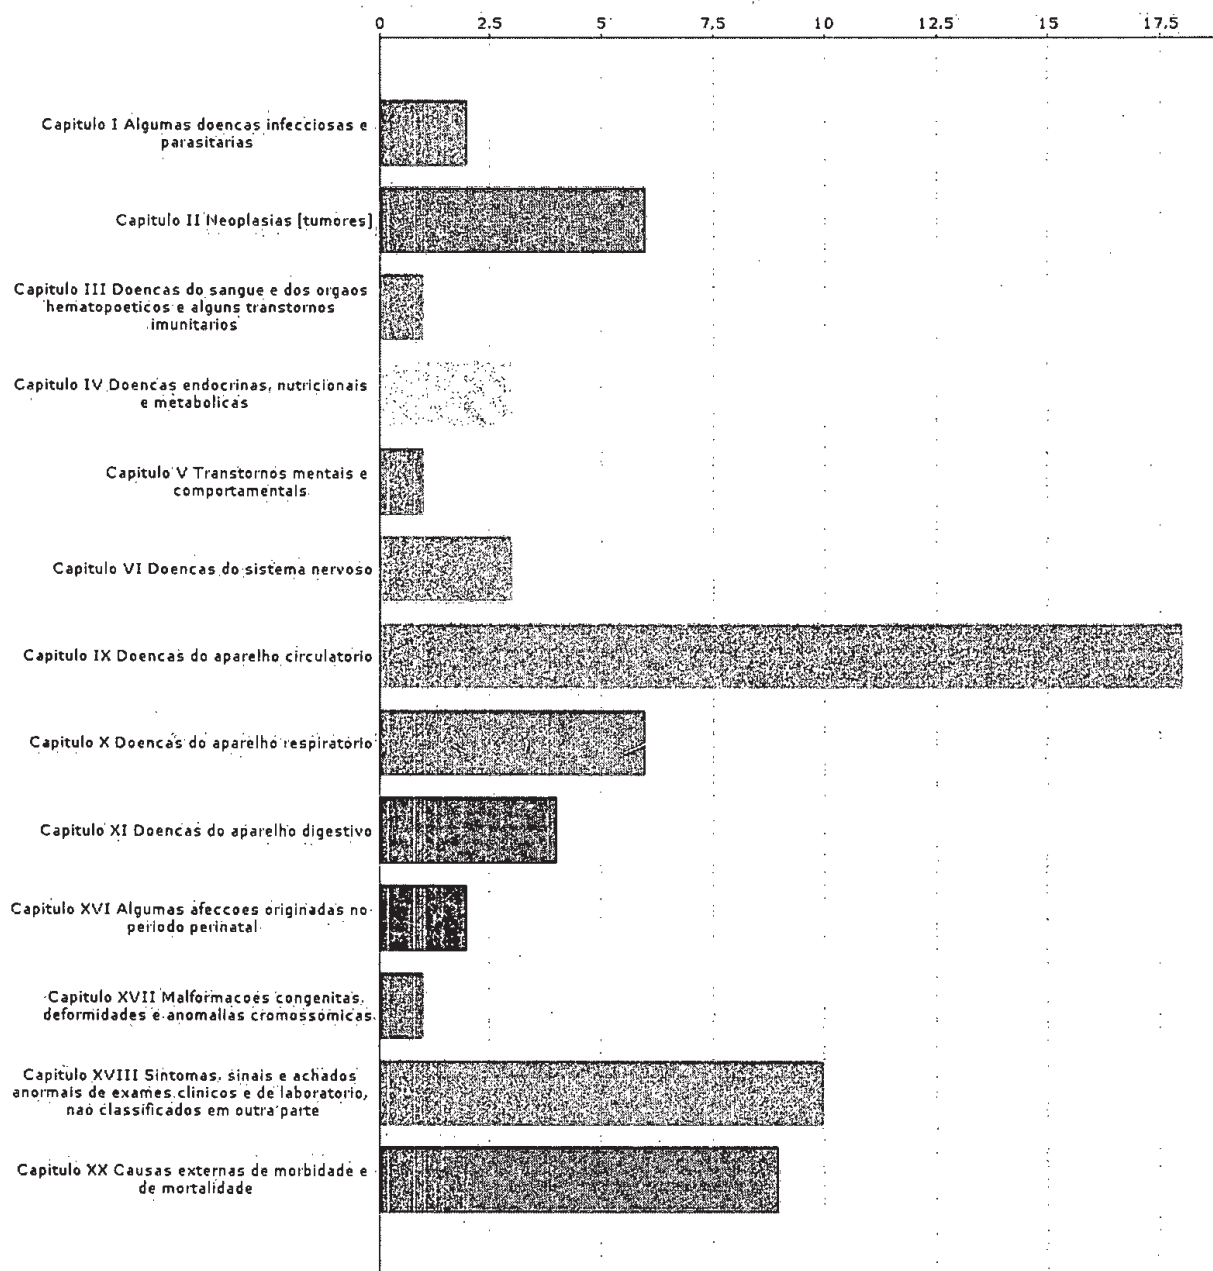 0 2.5 5 7.5 10 12.5 15 17.5
Capitulo I Algumas doencas infecciosas e
parasitarias
Capitulo II Neoplasias [tumores]
Capitulo III Doencas do sangue e dos orgaos
hematopoeticos e alguns transtornos
imunitarios
Capitulo IV Doencas endocrinas, nutricionais
e metabolicas
Capitulo V Transtornos mentais e
comportamentais
Capitulo VI Doencas do sistema nervoso
Capitulo IX Doencas do aparelho circulatorio
Capitulo X Doencas do aparelho respiratorio
Capitulo XI Doencas do aparelho digestivo
Capitulo XVI Algumas afeccoes originadas no
periodo perinatal
Capitulo XVII Malformacoes congenitas,
deformidades e anomalias cromossomicas
Capitulo XVIII Sintomas, sinais e achados
anormais de exames clinicos e de laboratorio,
nao classificados em outra parte
Capitulo XX Causas externas de morbidade e
de mortalidade